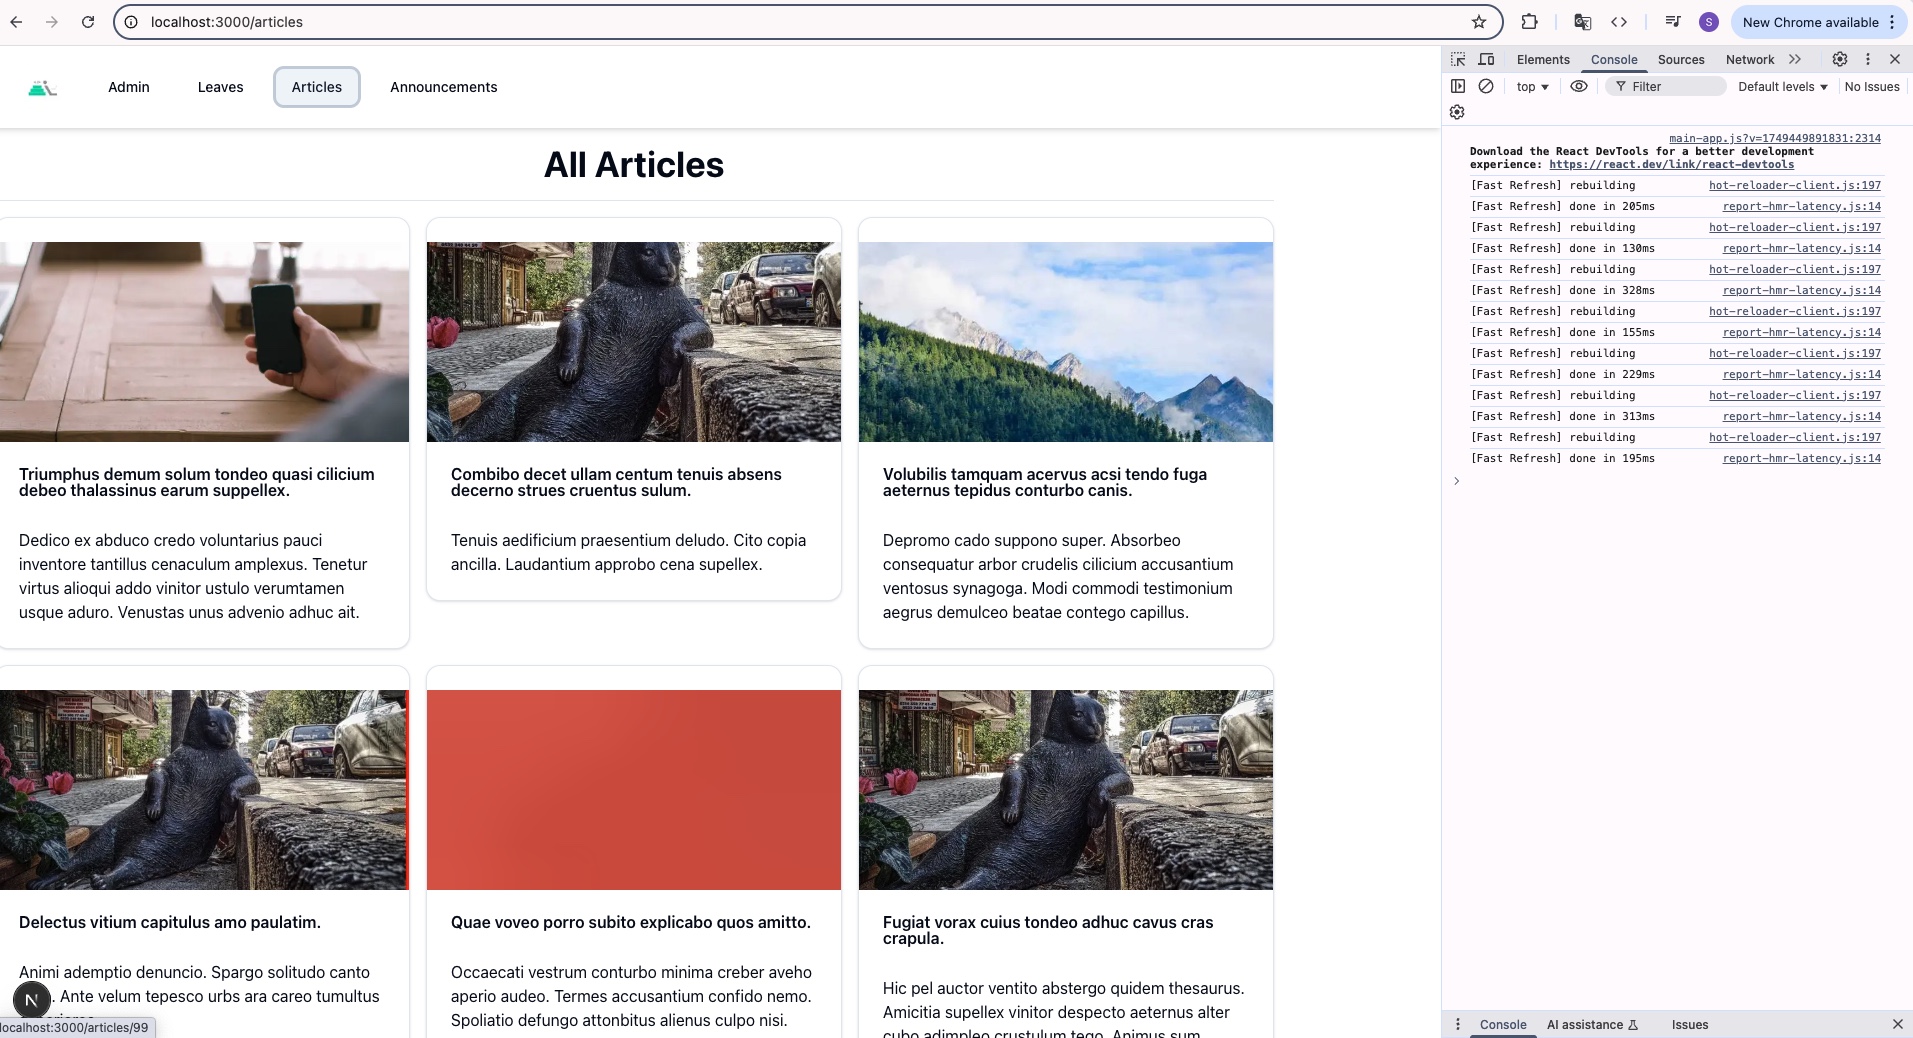 localhost:3000/articles
S
New Chrome available
Admin
Leaves
Articles
Announcements
All Articles
Triumphus demum solum tondeo quasi cilicium
debeo thalassinus earum suppellex.
Dedico ex abduco credo voluntarius pauci
inventore tantillus cenaculum amplexus. Tenetur
virtus alioqui addo vinitor ustulo verumtamen
usque aduro. Venustas unus advenio adhuc ait.
Combibo decet ullam centum tenuis absens
decerno strues cruentus sulum.
Tenuis aedificium praesentium deludo. Cito copia
ancilla. Laudantium approbo cena supellex.
Volubilis tamquam acervus acsi tendo fuga
aeternus tepidus conturbo canis.
Depromo cado suppono super. Absorbeo
consequatur arbor crudelis cilicium accusantium
ventosus synagoga. Modi commodi testimonium
aegrus demulceo beatae contego capillus.
Delectus vitium capitulus amo paulatim.
Animi ademptio denuncio. Spargo solitudo canto
. Ante velum tepesco urbs ara careo tumultus
Quae voveo porro subito explicabo quos amitto.
Occaecati vestrum conturbo minima creber aveho
aperio audeo. Termes accusantium confido nemo.
Spoliatio defungo attonbitus alienus culpo nisi.
Fugiat vorax cuius tondeo adhuc cavus cras
crapula.
Hic pel auctor ventito abstergo quidem thesaurus.
Amicitia supellex vinitor despecto aeternus alter
cubo adimpleo crustulum tego. Animus sum
N
localhost:3000/articles/99
Elements
Console
Sources
Network
top
Filter
Default levels
No Issues
main-app.js?v=1749449891831:2314
Download the React DevTools for a better development
experience: https://react.dev/link/react-devtools
[Fast Refresh] rebuilding hot-reloader-client.js:197
[Fast Refresh] done in 205ms report-hmr-latency.js:14
[Fast Refresh] rebuilding hot-reloader-client.js:197
[Fast Refresh] done in 130ms report-hmr-latency.js:14
[Fast Refresh] rebuilding hot-reloader-client.js:197
[Fast Refresh] done in 328ms report-hmr-latency.js:14
[Fast Refresh] rebuilding hot-reloader-client.js:197
[Fast Refresh] done in 155ms report-hmr-latency.js:14
[Fast Refresh] rebuilding hot-reloader-client.js:197
[Fast Refresh] done in 229ms report-hmr-latency.js:14
[Fast Refresh] rebuilding hot-reloader-client.js:197
[Fast Refresh] done in 313ms report-hmr-latency.js:14
[Fast Refresh] rebuilding hot-reloader-client.js:197
[Fast Refresh] done in 195ms report-hmr-latency.js:14
Console
AI assistance
Issues